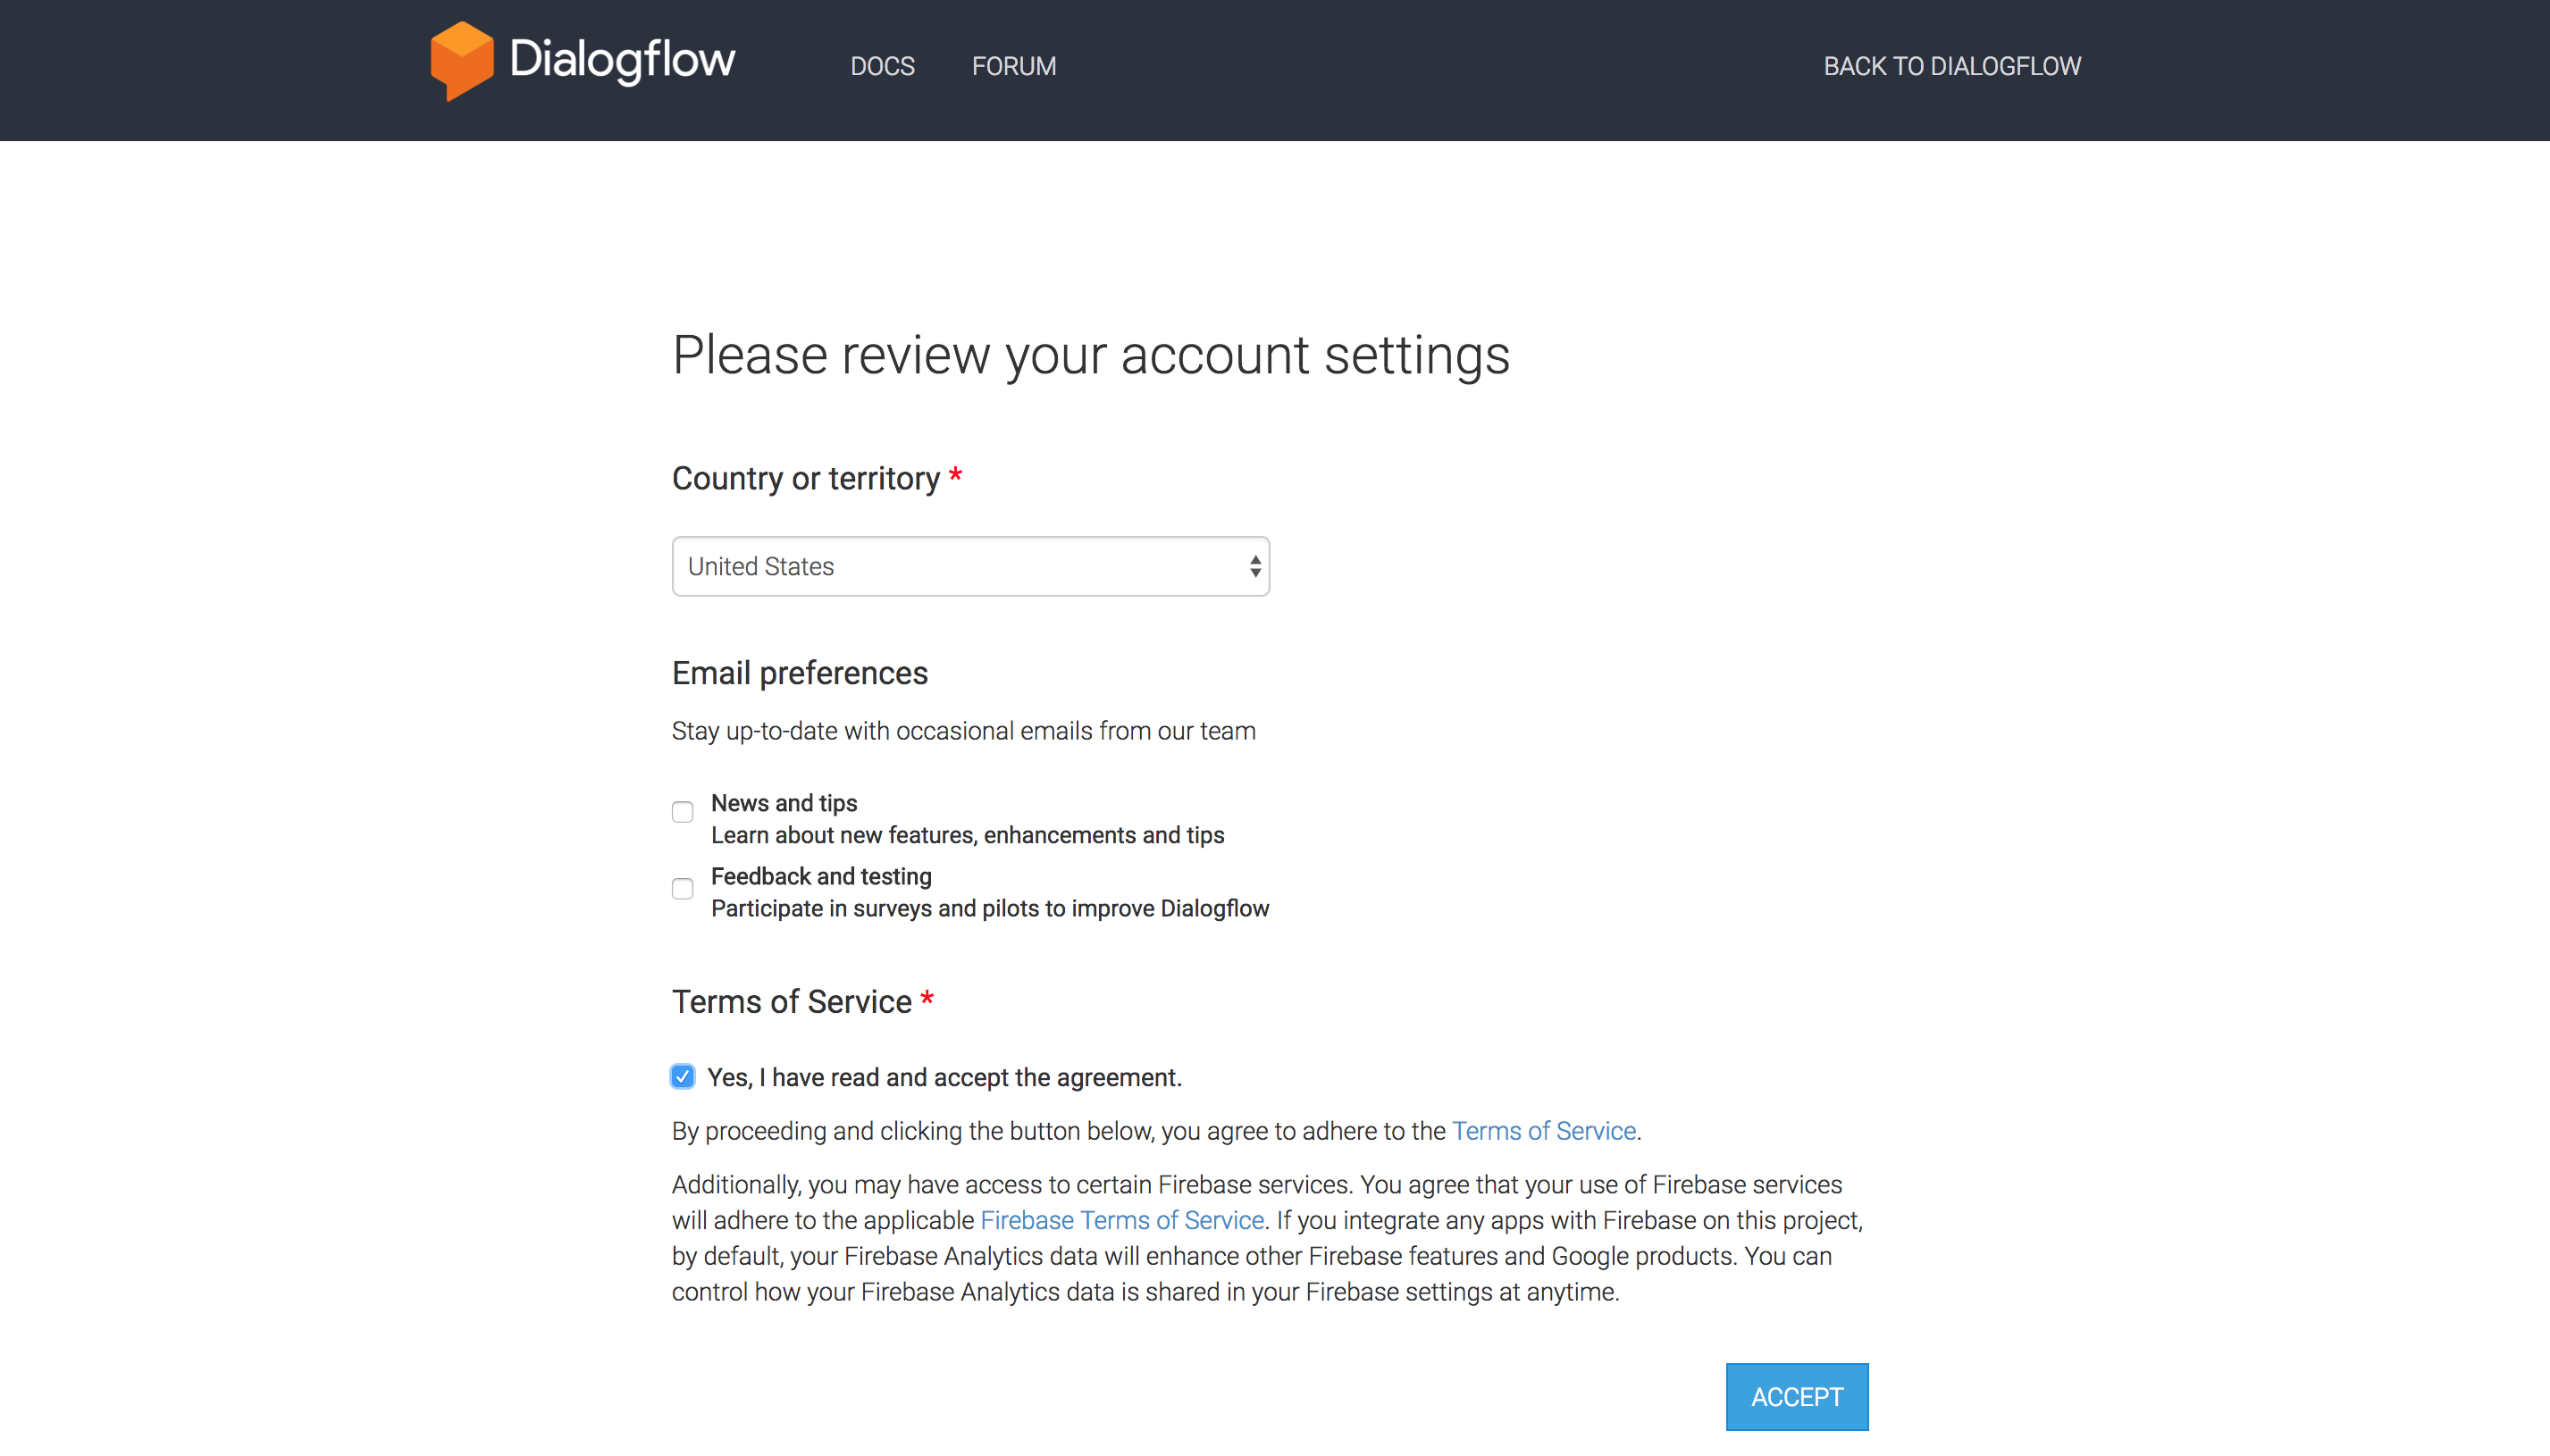 Dialogflow
DOCS
FORUM
BACK TO DIALOGFLOW
Please review your account settings
Country or territory *
United States
Email preferences
Stay up-to-date with occasional emails from our team
News and tips
Learn about new features, enhancements and tips
Feedback and testing
Participate in surveys and pilots to improve Dialogflow
Terms of Service *
Yes, I have read and accept the agreement.
By proceeding and clicking the button below, you agree to adhere to the Terms of Service.
Additionally, you may have access to certain Firebase services. You agree that your use of Firebase services
will adhere to the applicable Firebase Terms of Service. If you integrate any apps with Firebase on this project,
by default, your Firebase Analytics data will enhance other Firebase features and Google products. You can
control how your Firebase Analytics data is shared in your Firebase settings at anytime.
ACCEPT